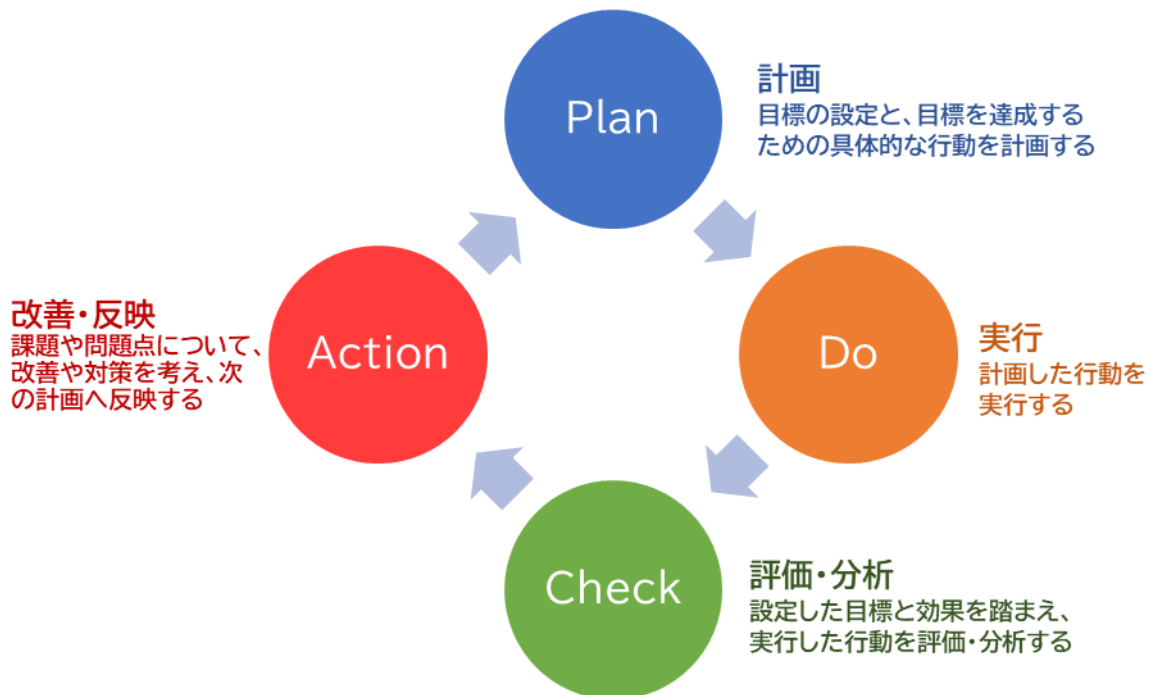 Plan
計画
目標の設定と、目標を達成する
ための具体的な行動を計画する
Do
実行
計画した行動を
実行する
Check
評価・分析
設定した目標と効果を踏まえ、
実行した行動を評価・分析する
Action
改善・反映
課題や問題点について、
改善や対策を考え、次
の計画へ反映する